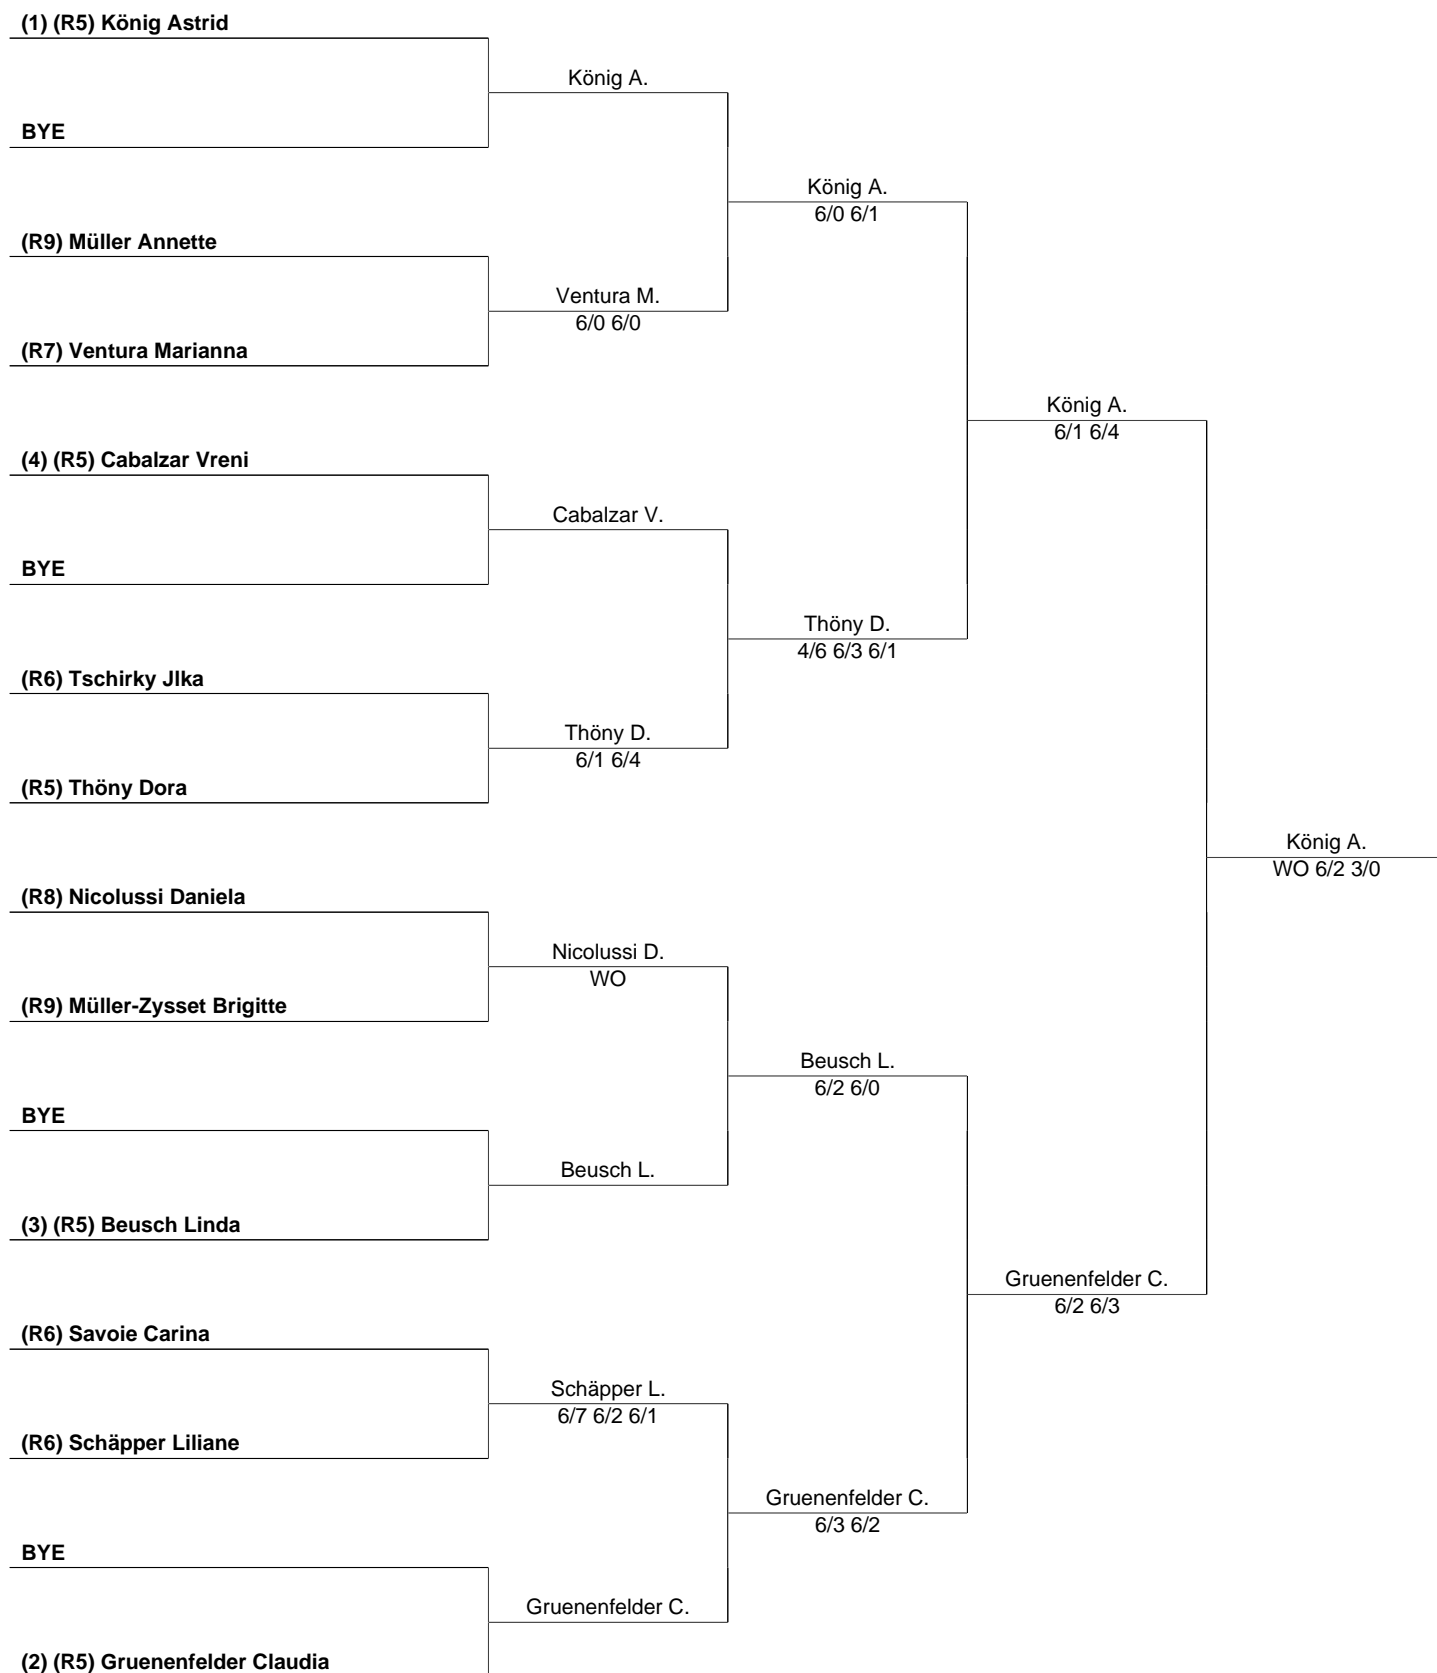 (1) (R5) König Astrid
König A.
BYE
König A.
6/0 6/1
(R9) Müller Annette
Ventura M.
6/0 6/0
(R7) Ventura Marianna
König A.
6/1 6/4
(4) (R5) Cabalzar Vreni
Cabalzar V.
BYE
Thöny D.
4/6 6/3 6/1
(R6) Tschirky Jlka
Thöny D.
6/1 6/4
(R5) Thöny Dora
König A.
WO 6/2 3/0
(R8) Nicolussi Daniela
Nicolussi D.
WO
(R9) Müller-Zysset Brigitte
Beusch L.
6/2 6/0
BYE
Beusch L.
(3) (R5) Beusch Linda
Gruenenfelder C.
6/2 6/3
(R6) Savoie Carina
Schäpper L.
6/7 6/2 6/1
(R6) Schäpper Liliane
Gruenenfelder C.
6/3 6/2
BYE
Gruenenfelder C.
(2) (R5) Gruenenfelder Claudia